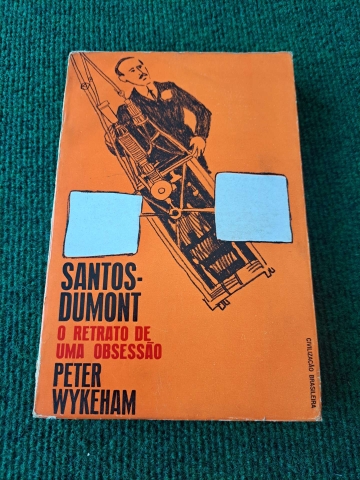 SANTOS-
DUMONT
O RETRATO DE
UMA OBSESSÃO
PETER
WYKEHAM
CIVILIZAÇÃO BRASILEIRA